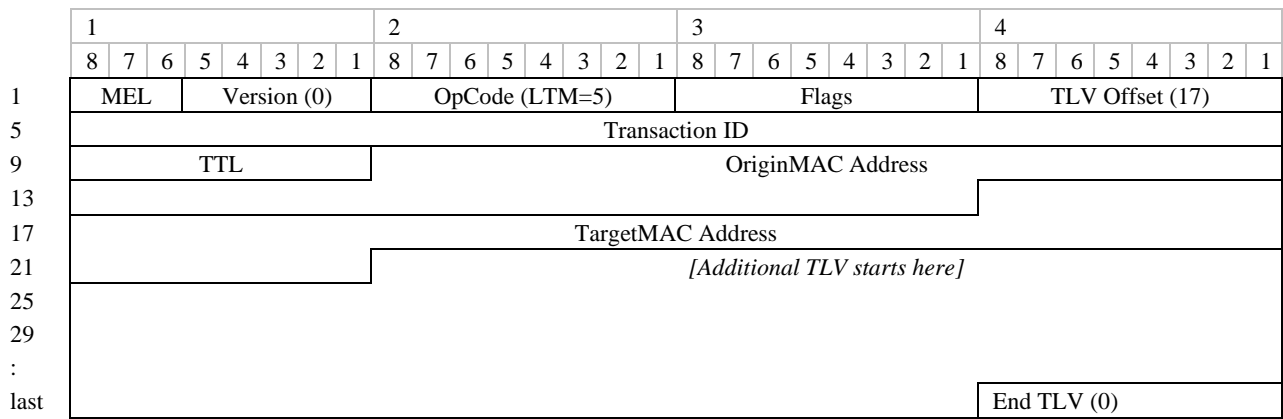 1 2 3 4
8 7 6 5 4 3 2 1 8 7 6 5 4 3 2 1 8 7 6 5 4 3 2 1 8 7 6 5 4 3 2 1
1 MEL Version (0) OpCode (LTM=5) Flags TLV Offset (17)
5 Transaction ID
9 TTL OriginMAC Address
13
17 TargetMAC Address
21 [Additional TLV starts here]
25
29
:
last End TLV (0)